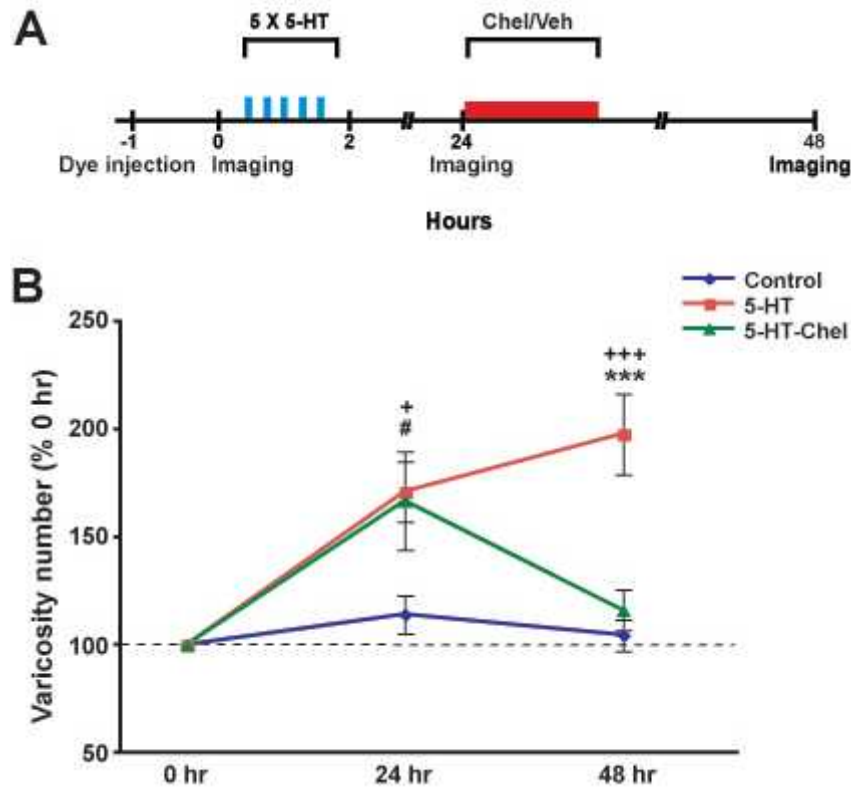 A
5 X 5-HT Chel/Veh
-1 0 2 24 48
Dye injection Imaging Imaging Imaging
Hours
B
Control
5-HT
5-HT-Chel
Varicosity number (% 0 hr)
250
200
150
100
50
+
#
+++
***
0 hr 24 hr 48 hr